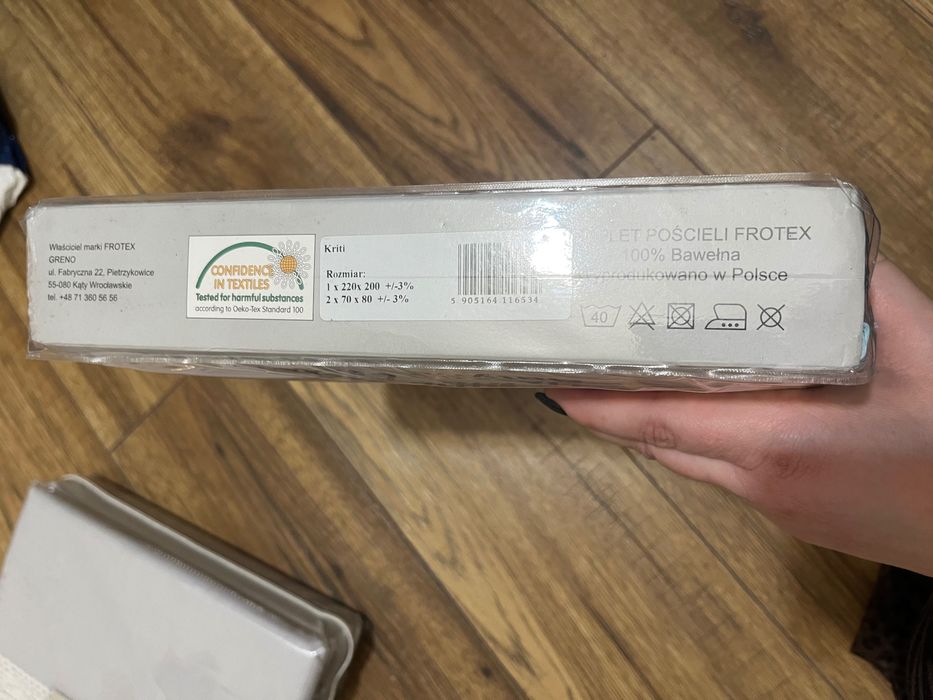 Właściciel marki FROTEX
GRENO
ul. Fabryczna 22, Pietrzykowice
55-080 Kąty Wrocławskie
tel. +48 71 360 56 56
CONFIDENCE
IN TEXTILES
Tested for harmful substances
according to Oeko-Tex Standard 100
Kriti
Rozmiar:
1 x 220x 200 +/-3%
2 x 70 x 80 +/- 3%
5 905164 116534
POŚCIELI FROTEX
100% Bawełna
w Polsce
40